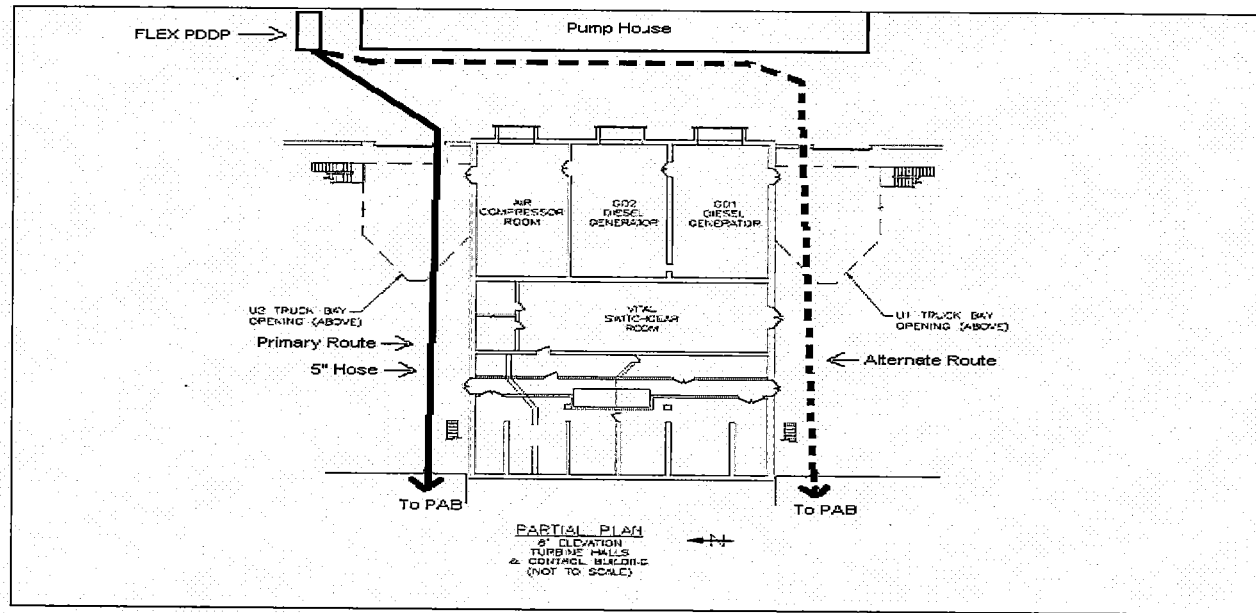 FLEX PDDP
Pump House
AIR
COMPRESSOR
ROOM
G02
DIESEL
GENERATOR
G01
DIESEL
GENERATOR
U2 TRUCK BAY
OPENING (ABOVE)
VITAL
SWITCHGEAR
ROOM
U1 TRUCK BAY
OPENING (ABOVE)
Primary Route
5" Hose
Alternate Route
To PAB
To PAB
PARTIAL PLAN
8' ELEVATION
TURBINE HALLS
& CONTROL BUILDING
(NOT TO SCALE)
N